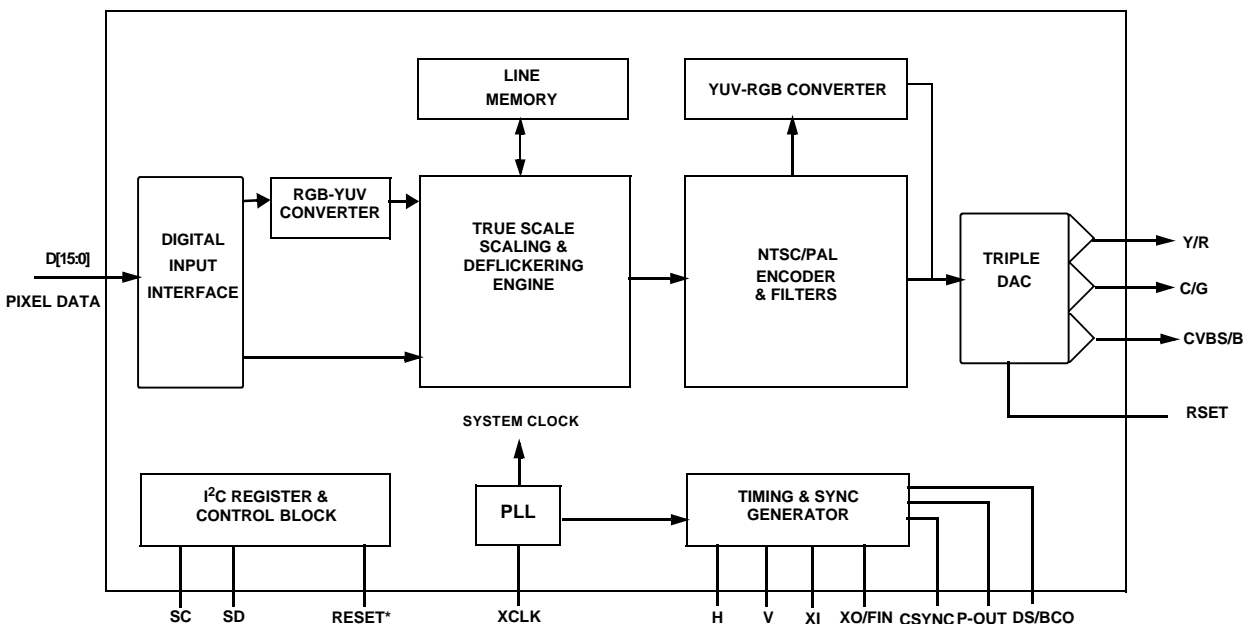 LINE
MEMORY
YUV-RGB CONVERTER
RGB-YUV
CONVERTER
TRUE SCALE
SCALING &
DEFLICKERING
ENGINE
DIGITAL
INPUT
INTERFACE
D[15:0]
PIXEL DATA
NTSC/PAL
ENCODER
& FILTERS
TRIPLE
DAC
Y/R
C/G
CVBS/B
RSET
SYSTEM CLOCK
I²C REGISTER &
CONTROL BLOCK
PLL
TIMING & SYNC
GENERATOR
SC SD RESET* XCLK H V XI XO/FIN CSYNC P-OUT DS/BCO